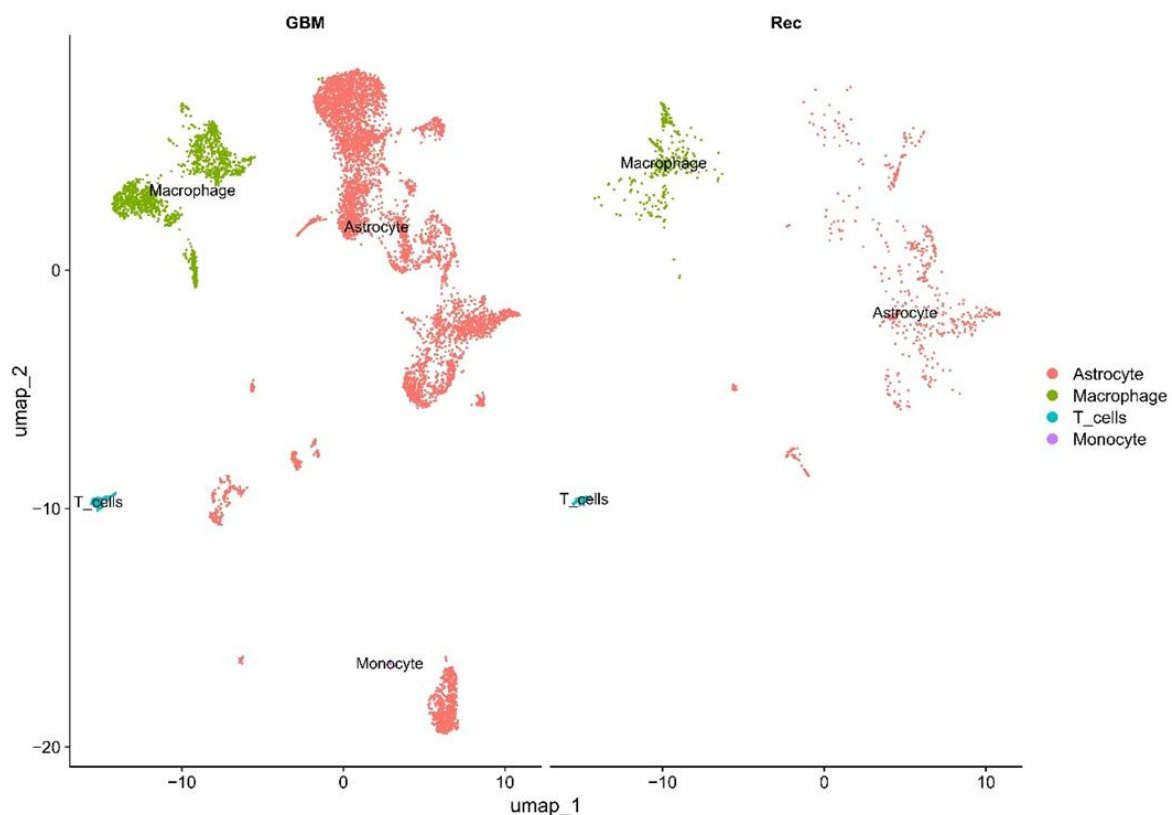 GBM
Rec
Macrophage
Astrocyte
T_cells
Monocyte
Macrophage
Astrocyte
T_cells
0
−10
−20
umap_2
−10
0
10
−10
0
10
umap_1
Astrocyte
Macrophage
T_cells
Monocyte